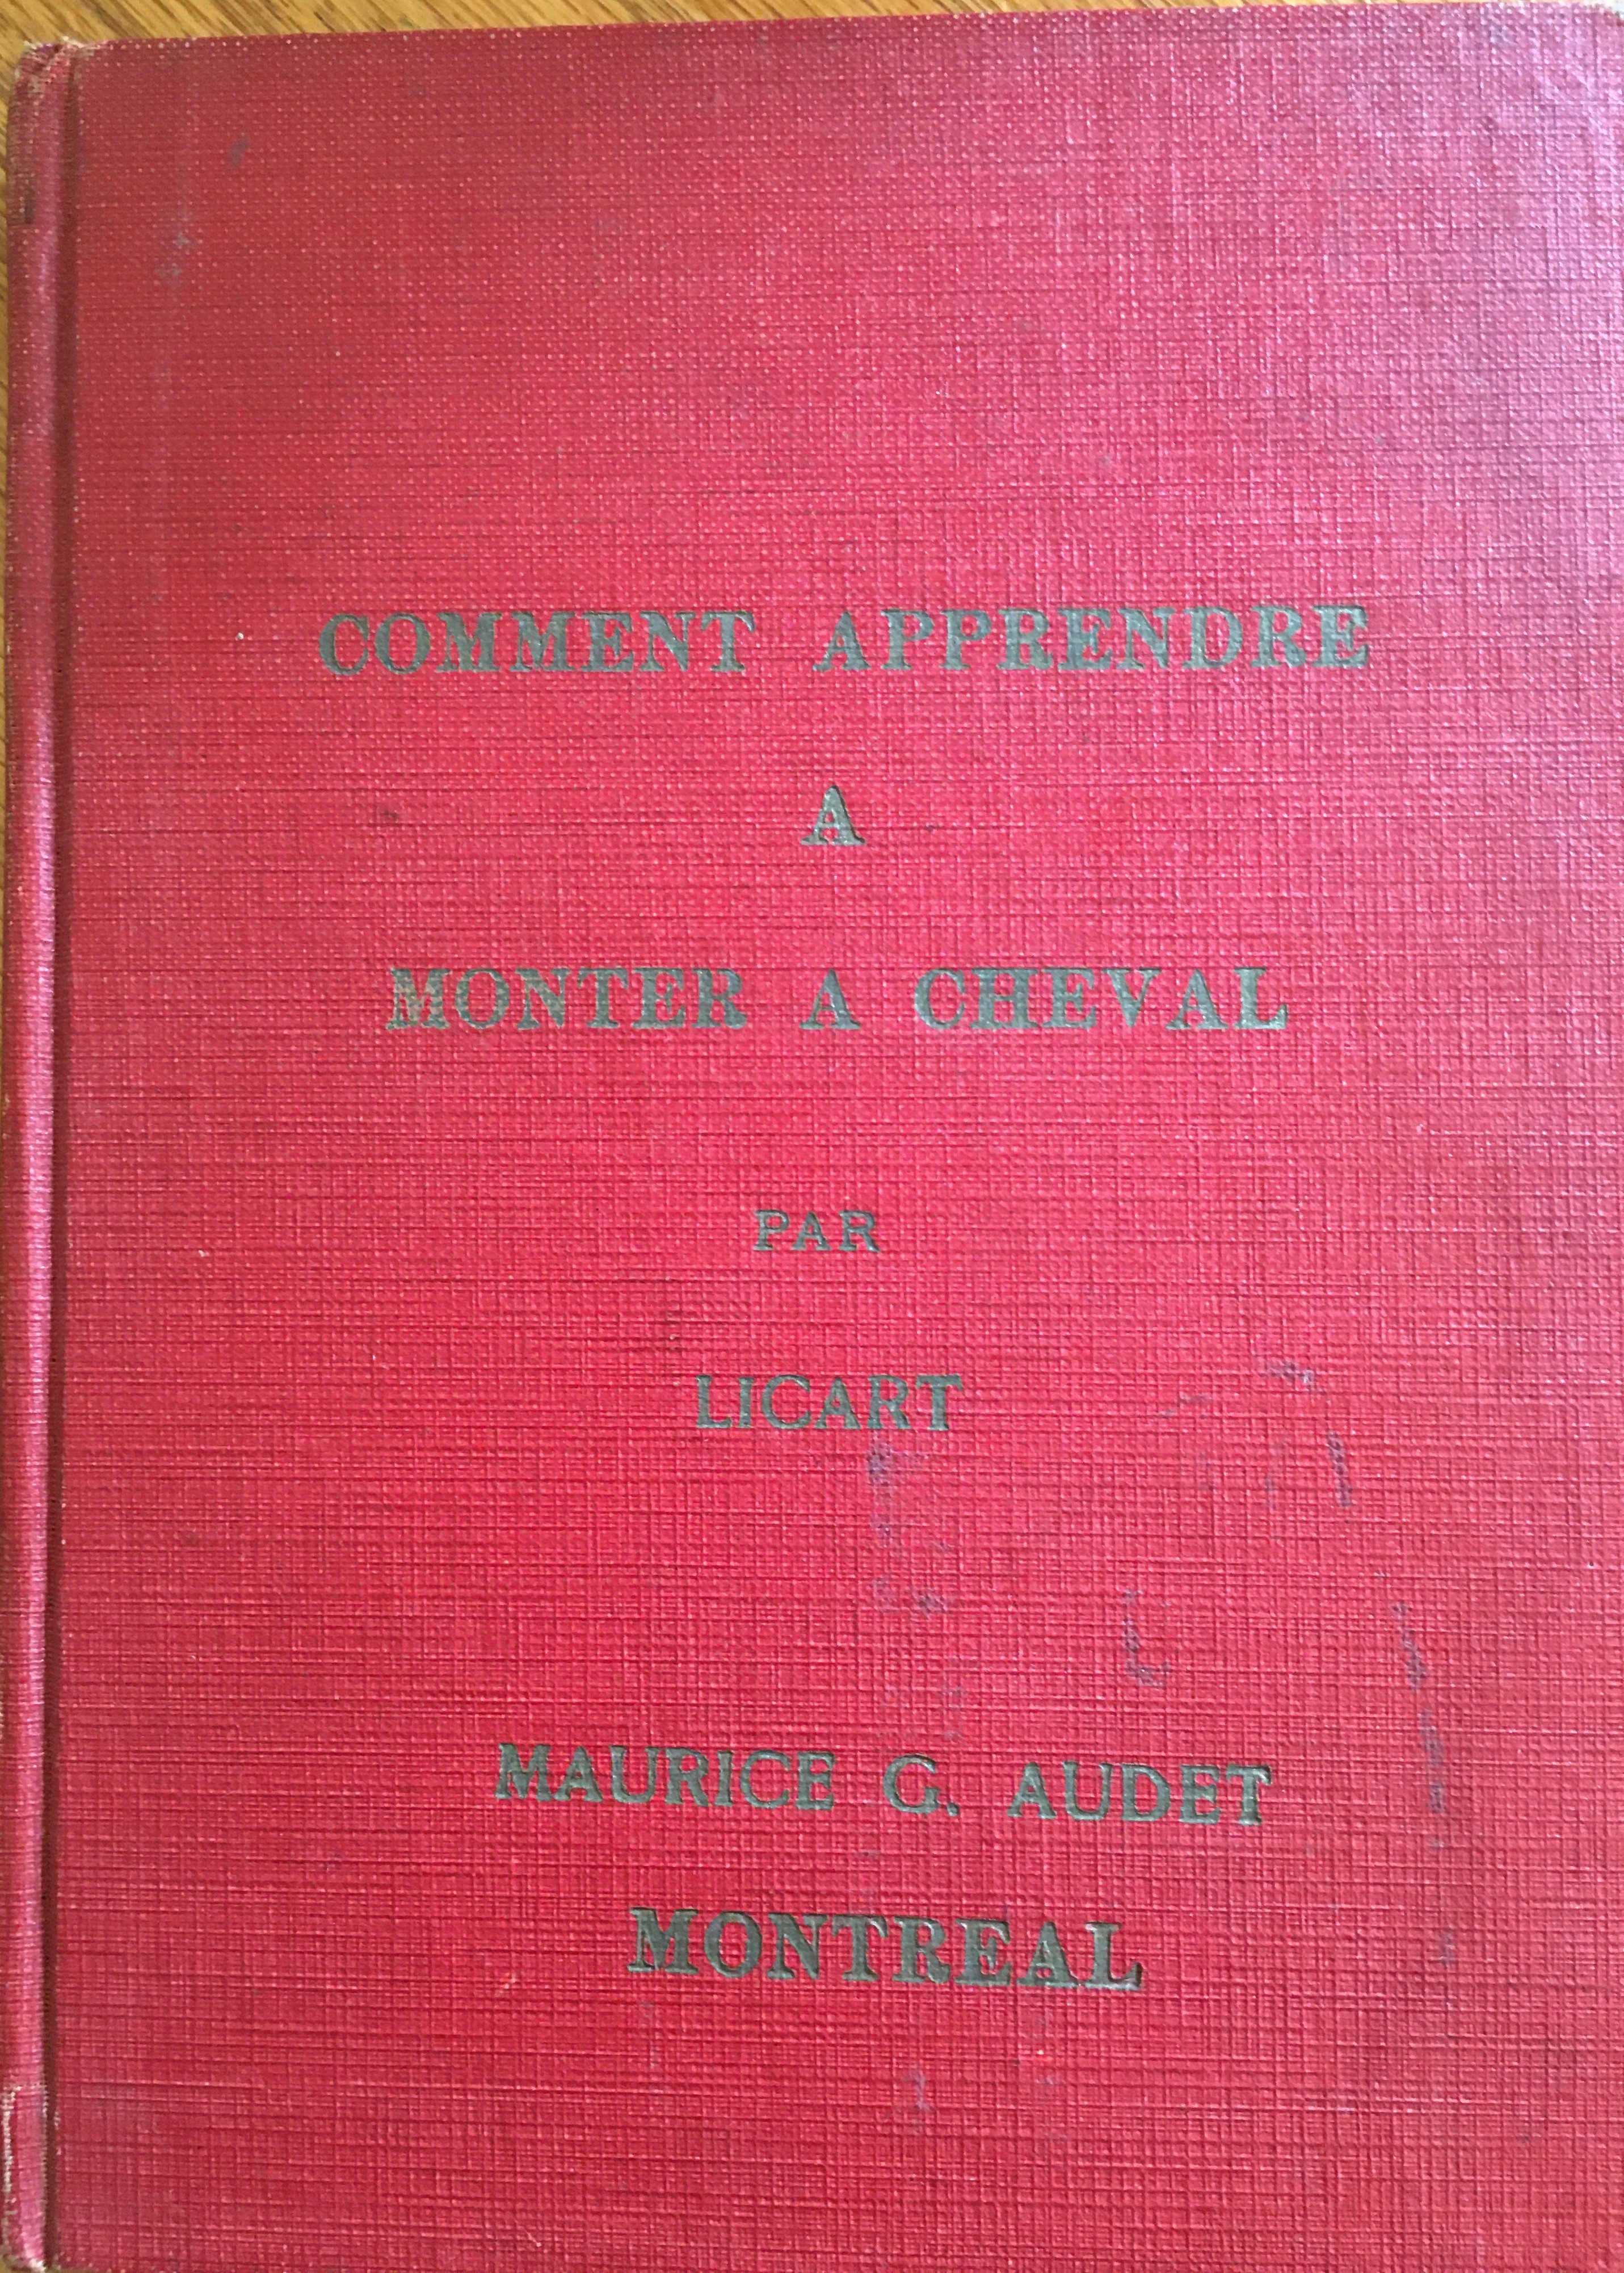 COMMENT APPRENDRE
A
MONTER A CHEVAL
PAR
LICART
MAURICE G. AUDET
MONTREAL